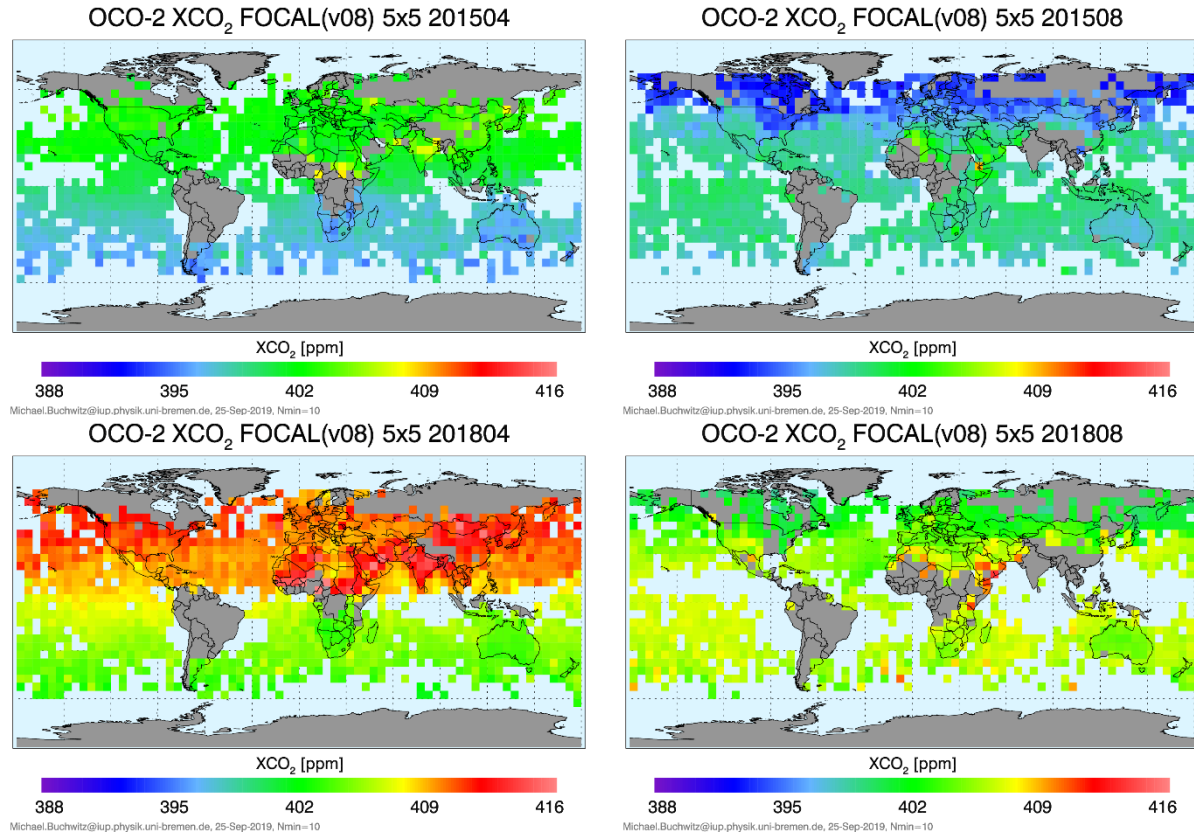 OCO-2 XCO₂ FOCAL(v08) 5x5 201504
XCO₂ [ppm]
388 395 402 409 416
Michael.Buchwitz@iup.physik.uni-bremen.de, 25-Sep-2019, Nmin=10
OCO-2 XCO₂ FOCAL(v08) 5x5 201508
XCO₂ [ppm]
388 395 402 409 416
Michael.Buchwitz@iup.physik.uni-bremen.de, 25-Sep-2019, Nmin=10
OCO-2 XCO₂ FOCAL(v08) 5x5 201804
XCO₂ [ppm]
388 395 402 409 416
Michael.Buchwitz@iup.physik.uni-bremen.de, 25-Sep-2019, Nmin=10
OCO-2 XCO₂ FOCAL(v08) 5x5 201808
XCO₂ [ppm]
388 395 402 409 416
Michael.Buchwitz@iup.physik.uni-bremen.de, 25-Sep-2019, Nmin=10